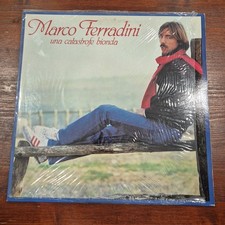 Marco Ferradini
una catastrofe bionda